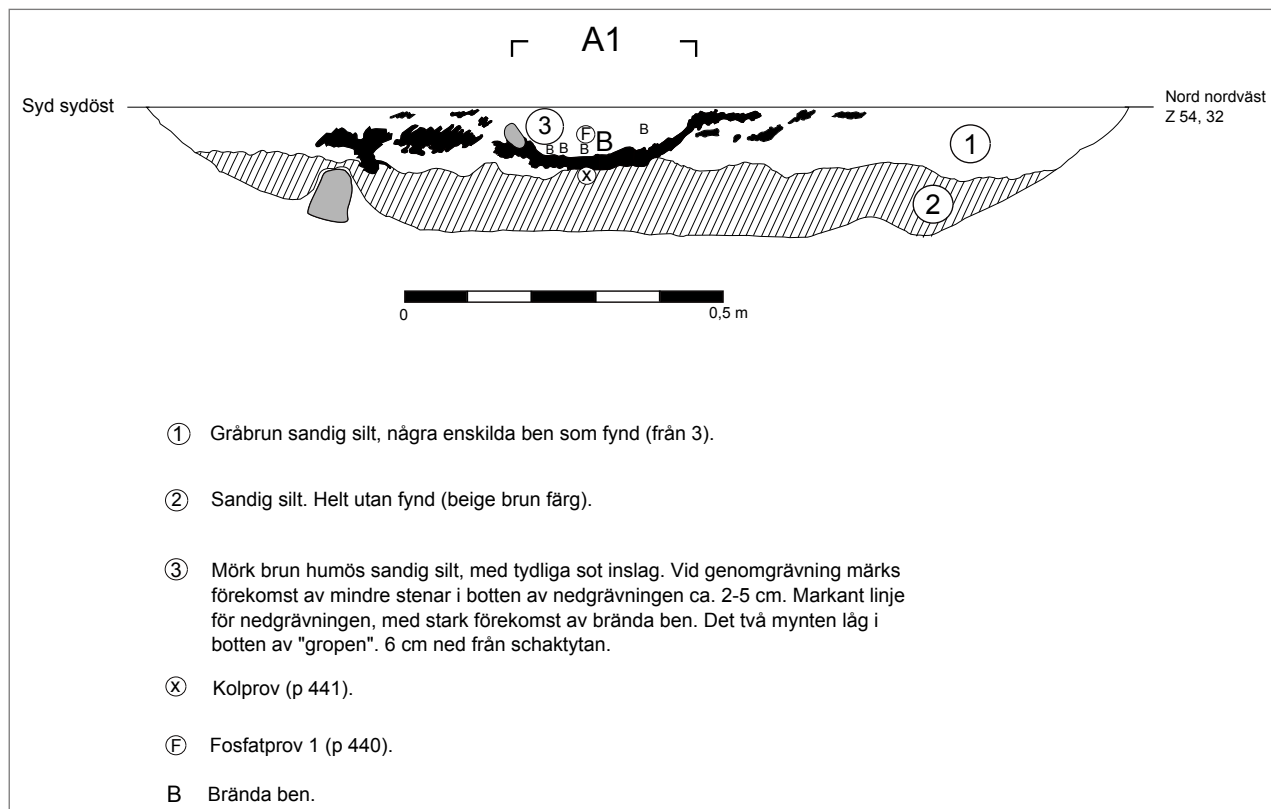 A1
Syd sydöst
Nord nordväst
Z 54, 32
3
F
B
B
B B B
1
x
2
0
0,5 m
1 Gråbrun sandig silt, några enskilda ben som fynd (från 3).
2 Sandig silt. Helt utan fynd (beige brun färg).
3 Mörk brun humös sandig silt, med tydliga sot inslag. Vid genomgrävning märks
förekomst av mindre stenar i botten av nedgrävningen ca. 2-5 cm. Markant linje
för nedgrävningen, med stark förekomst av brända ben. Det två mynten låg i
botten av "gropen". 6 cm ned från schaktytan.
x Kolprov (p 441).
F Fosfatprov 1 (p 440).
B Brända ben.